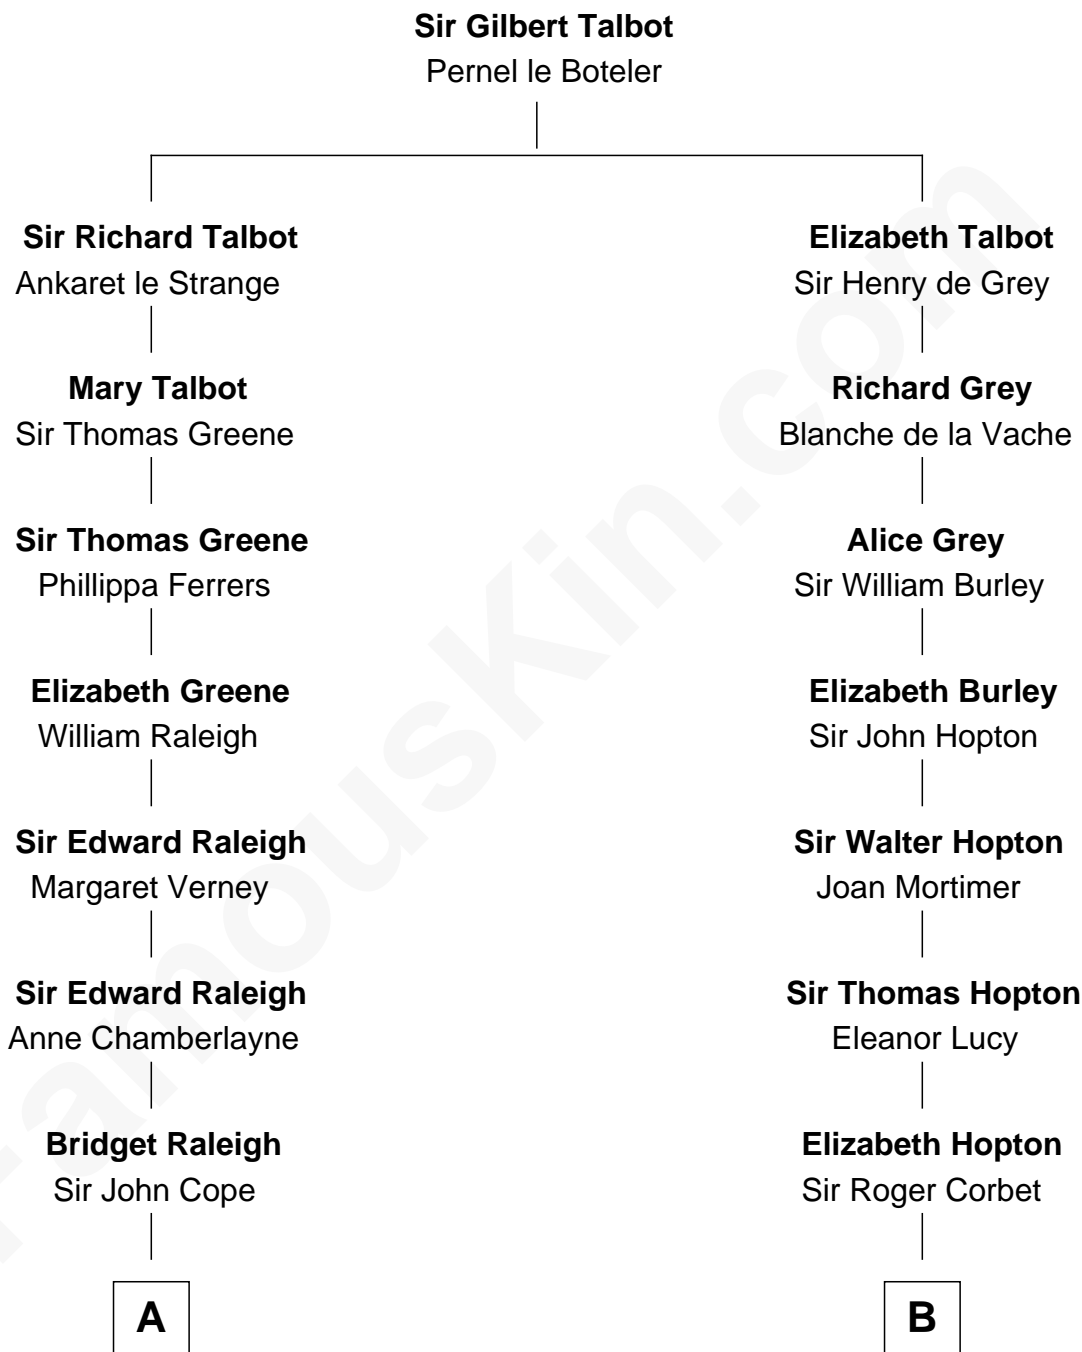 Sir Gilbert Talbot
Pernel le Boteler
Sir Richard Talbot
Ankaret le Strange
Mary Talbot
Sir Thomas Greene
Sir Thomas Greene
Phillippa Ferrers
Elizabeth Greene
William Raleigh
Sir Edward Raleigh
Margaret Verney
Sir Edward Raleigh
Anne Chamberlayne
Bridget Raleigh
Sir John Cope
A
Elizabeth Talbot
Sir Henry de Grey
Richard Grey
Blanche de la Vache
Alice Grey
Sir William Burley
Elizabeth Burley
Sir John Hopton
Sir Walter Hopton
Joan Mortimer
Sir Thomas Hopton
Eleanor Lucy
Elizabeth Hopton
Sir Roger Corbet
B
FamousKin.com